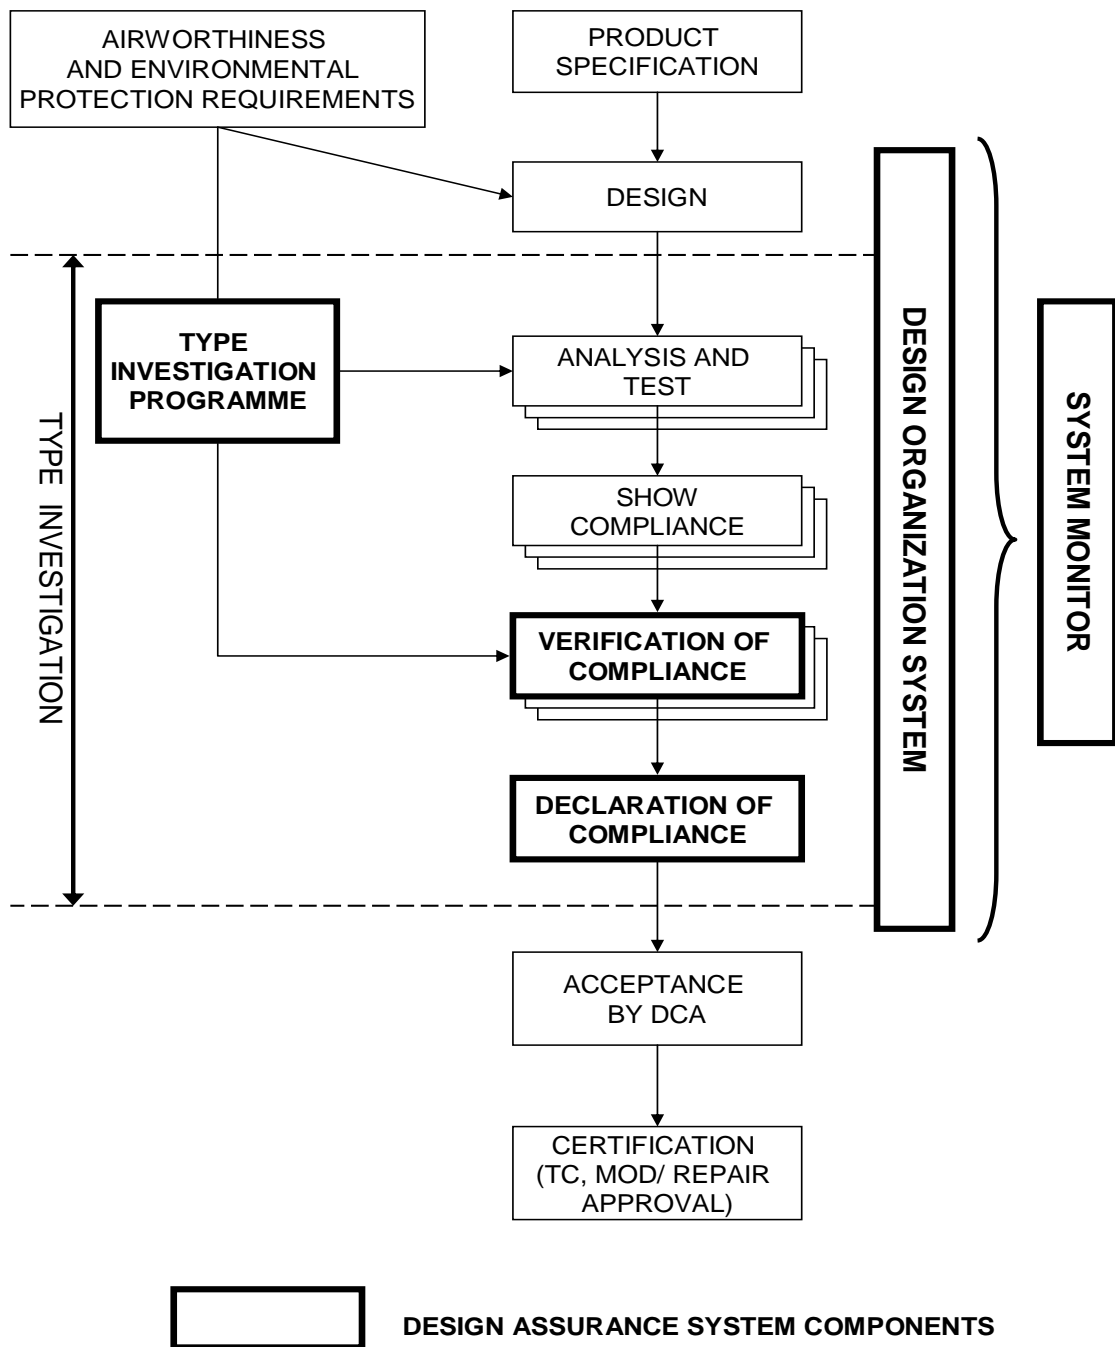 AIRWORTHINESS
AND ENVIRONMENTAL
PROTECTION REQUIREMENTS
PRODUCT
SPECIFICATION
DESIGN
TYPE
INVESTIGATION
PROGRAMME
ANALYSIS AND
TEST
SHOW
COMPLIANCE
VERIFICATION OF
COMPLIANCE
DECLARATION OF
COMPLIANCE
TYPE INVESTIGATION
DESIGN ORGANIZATION SYSTEM
SYSTEM MONITOR
ACCEPTANCE
BY DCA
CERTIFICATION
(TC, MOD/ REPAIR
APPROVAL)
DESIGN ASSURANCE SYSTEM COMPONENTS